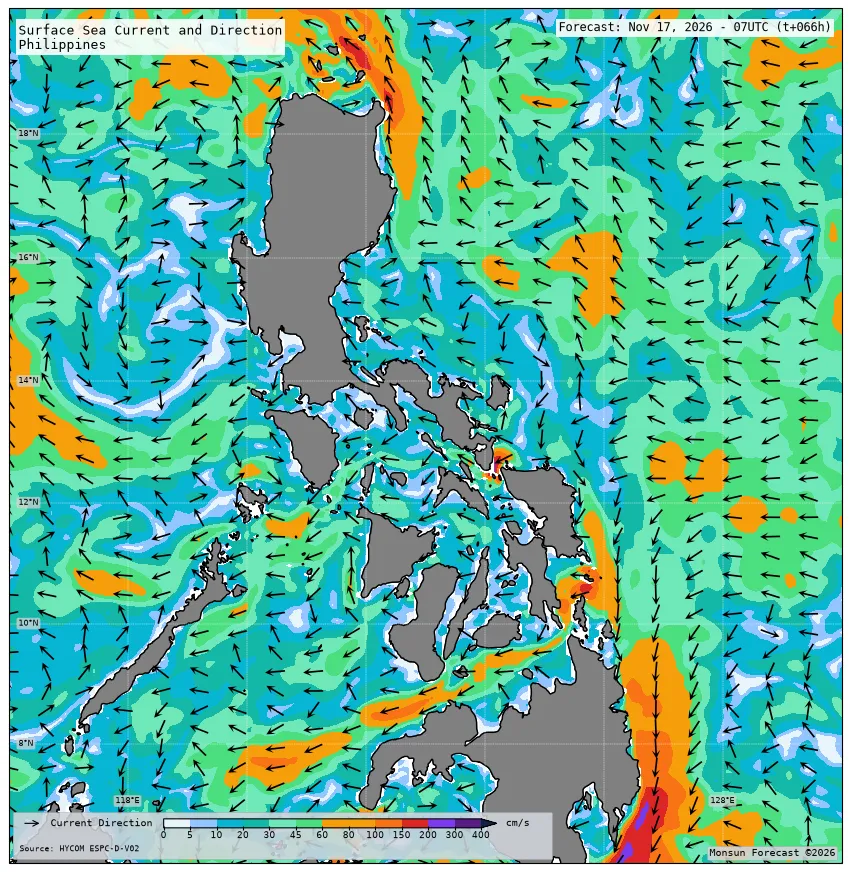 Surface Sea Current and Direction
Philippines
Forecast: Nov 17, 2026 - 07UTC (t+066h)
18°N
16°N
14°N
12°N
10°N
8°N
118°E
128°E
Current Direction
cm/s
0 5 10 20 30 45 60 80 100 150 200 300 400
Source: HYCOM ESPC-D-V02
Monsun Forecast ©2026